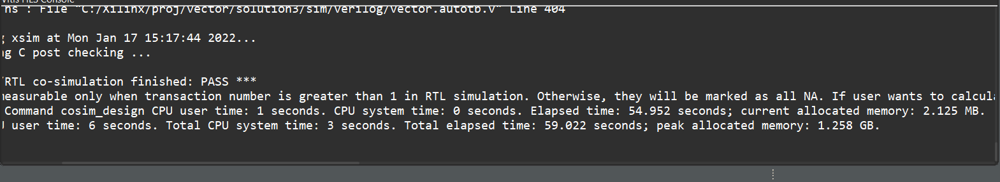 Vitis HLS Console
ns : File "C:/Xilinx/proj/vector/solution3/sim/verilog/vector.autotb.v" Line 404
g xsim at Mon Jan 17 15:17:44 2022...
ng C post checking ...
/RTL co-simulation finished: PASS ***
measurable only when transaction number is greater than 1 in RTL simulation. Otherwise, they will be marked as all NA. If user wants to calcul
Command cosim_design CPU user time: 1 seconds. CPU system time: 0 seconds. Elapsed time: 54.952 seconds; current allocated memory: 2.125 MB.
user time: 6 seconds. Total CPU system time: 3 seconds. Total elapsed time: 59.022 seconds; peak allocated memory: 1.258 GB.